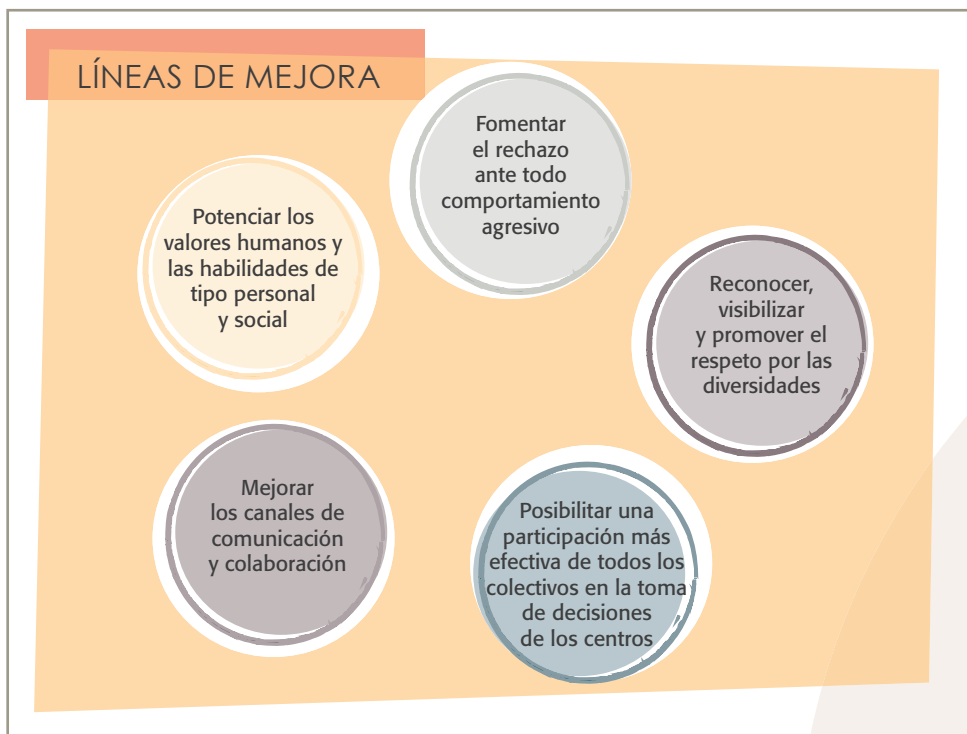 LÍNEAS DE MEJORA
Fomentar
el rechazo
ante todo
comportamiento
agresivo
Potenciar los
valores humanos y
las habilidades de
tipo personal
y social
Reconocer,
visibilizar
y promover el
respeto por las
diversidades
Mejorar
los canales de
comunicación
y colaboración
Posibilitar una
participación más
efectiva de todos los
colectivos en la toma
de decisiones
de los centros